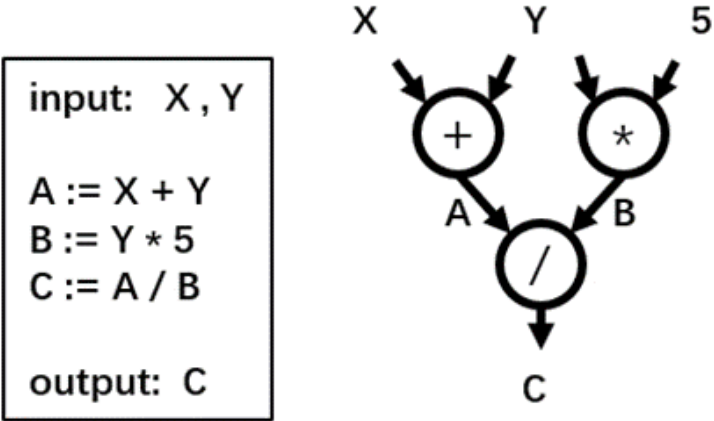 input: X , Y
A := X + Y
B := Y * 5
C := A / B
output: C
X Y 5
+ *
A B
/
C